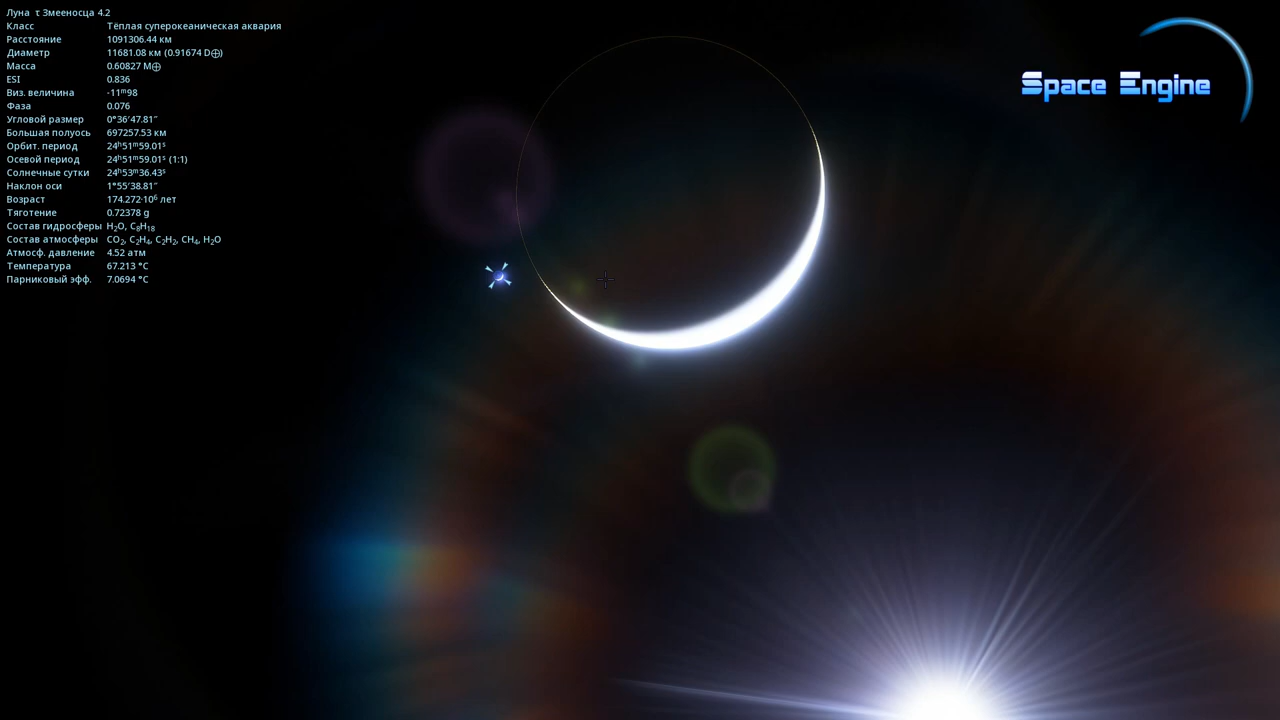 Луна τ Змееносца 4.2
Класс Тёплая суперокеаническая аквария
Расстояние 1091306.44 км
Диаметр 11681.08 км (0.91674 D⊕)
Масса 0.60827 M⊕
ESI 0.836
Виз. величина -11ᵐ98
Фаза 0.076
Угловой размер 0°36′47.81″
Большая полуось 697257.53 км
Орбит. период 24ʰ51ᵐ59.01ˢ
Осевой период 24ʰ51ᵐ59.01ˢ (1:1)
Солнечные сутки 24ʰ53ᵐ36.43ˢ
Наклон оси 1°55′38.81″
Возраст 174.272·10⁶ лет
Тяготение 0.72378 g
Состав гидросферы H₂O, C₈H₁₈
Состав атмосферы CO₂, C₂H₄, C₂H₂, CH₄, H₂O
Атмосф. давление 4.52 атм
Температура 67.213 °C
Парниковый эфф. 7.0694 °C
Space Engine